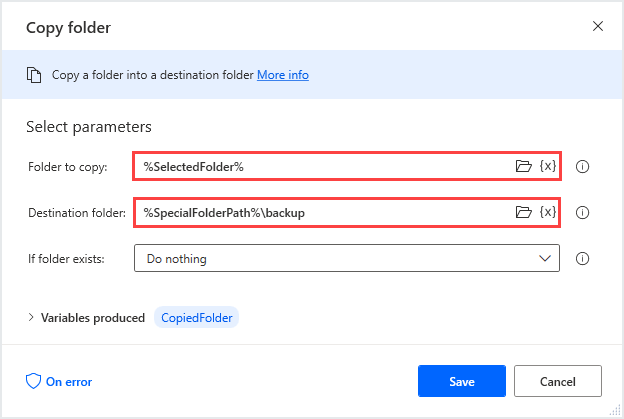 Copy folder
Copy a folder into a destination folder More info
Select parameters
Folder to copy: %SelectedFolder% {x}
Destination folder: %SpecialFolderPath%\backup {x}
If folder exists: Do nothing
Variables produced CopiedFolder
On error Save Cancel